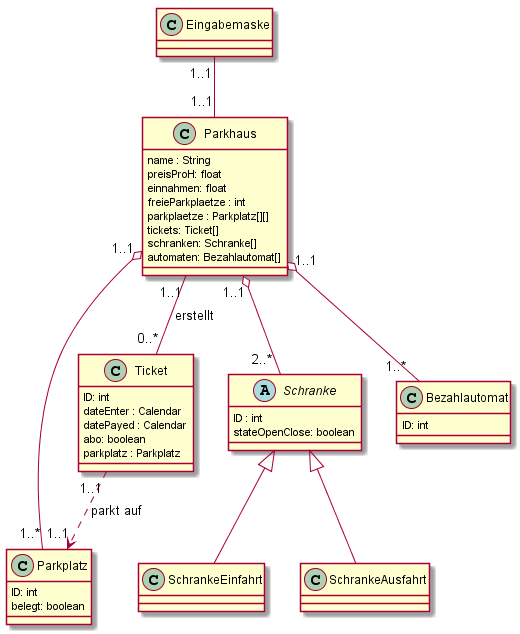 C Eingabemaske
1..1
1..1
C Parkhaus
name : String
preisProH: float
einnahmen: float
freieParkplaetze : int
parkplaetze : Parkplatz[][]
tickets: Ticket[]
schranken: Schranke[]
automaten: Bezahlautomat[]
1..1
1..1
1..1
1..1
erstellt
0..*
2..*
1..*
C Ticket
ID: int
dateEnter : Calendar
datePayed : Calendar
abo: boolean
parkplatz : Parkplatz
A Schranke
ID : int
stateOpenClose: boolean
C Bezahlautomat
ID: int
1..1
parkt auf
1..*
1..1
C Parkplatz
ID: int
belegt: boolean
C SchrankeEinfahrt
C SchrankeAusfahrt